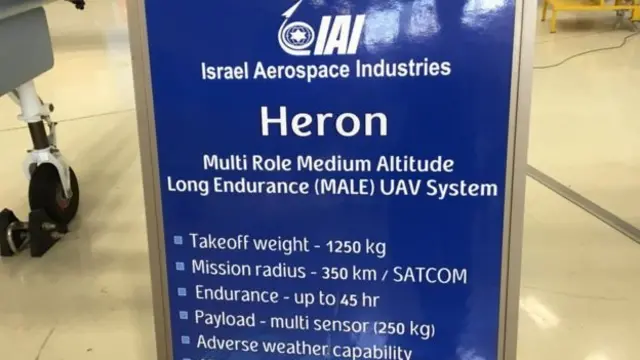 IAI
Israel Aerospace Industries
Heron
Multi Role Medium Altitude
Long Endurance (MALE) UAV System
Takeoff weight - 1250 kg
Mission radius - 350 km / SATCOM
Endurance - up to 45 hr
Payload - multi sensor (250 kg)
Adverse weather capability